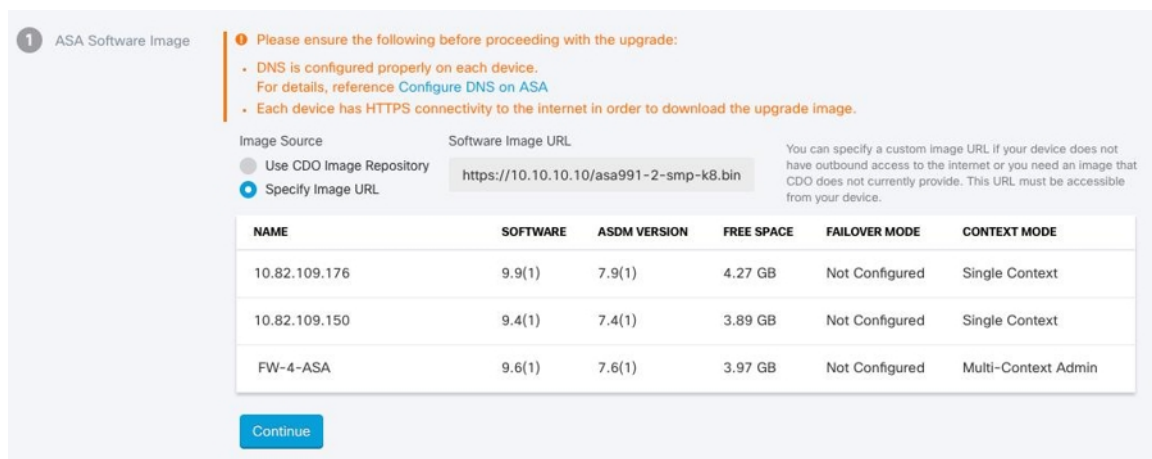 1 ASA Software Image
! Please ensure the following before proceeding with the upgrade:
• DNS is configured properly on each device.
For details, reference Configure DNS on ASA
• Each device has HTTPS connectivity to the internet in order to download the upgrade image.
Image Source
Use CDO Image Repository
Specify Image URL
Software Image URL
https://10.10.10.10/asa991-2-smp-k8.bin
You can specify a custom image URL if your device does not
have outbound access to the internet or you need an image that
CDO does not currently provide. This URL must be accessible
from your device.
NAME SOFTWARE ASDM VERSION FREE SPACE FAILOVER MODE CONTEXT MODE
10.82.109.176 9.9(1) 7.9(1) 4.27 GB Not Configured Single Context
10.82.109.150 9.4(1) 7.4(1) 3.89 GB Not Configured Single Context
FW-4-ASA 9.6(1) 7.6(1) 3.97 GB Not Configured Multi-Context Admin
Continue